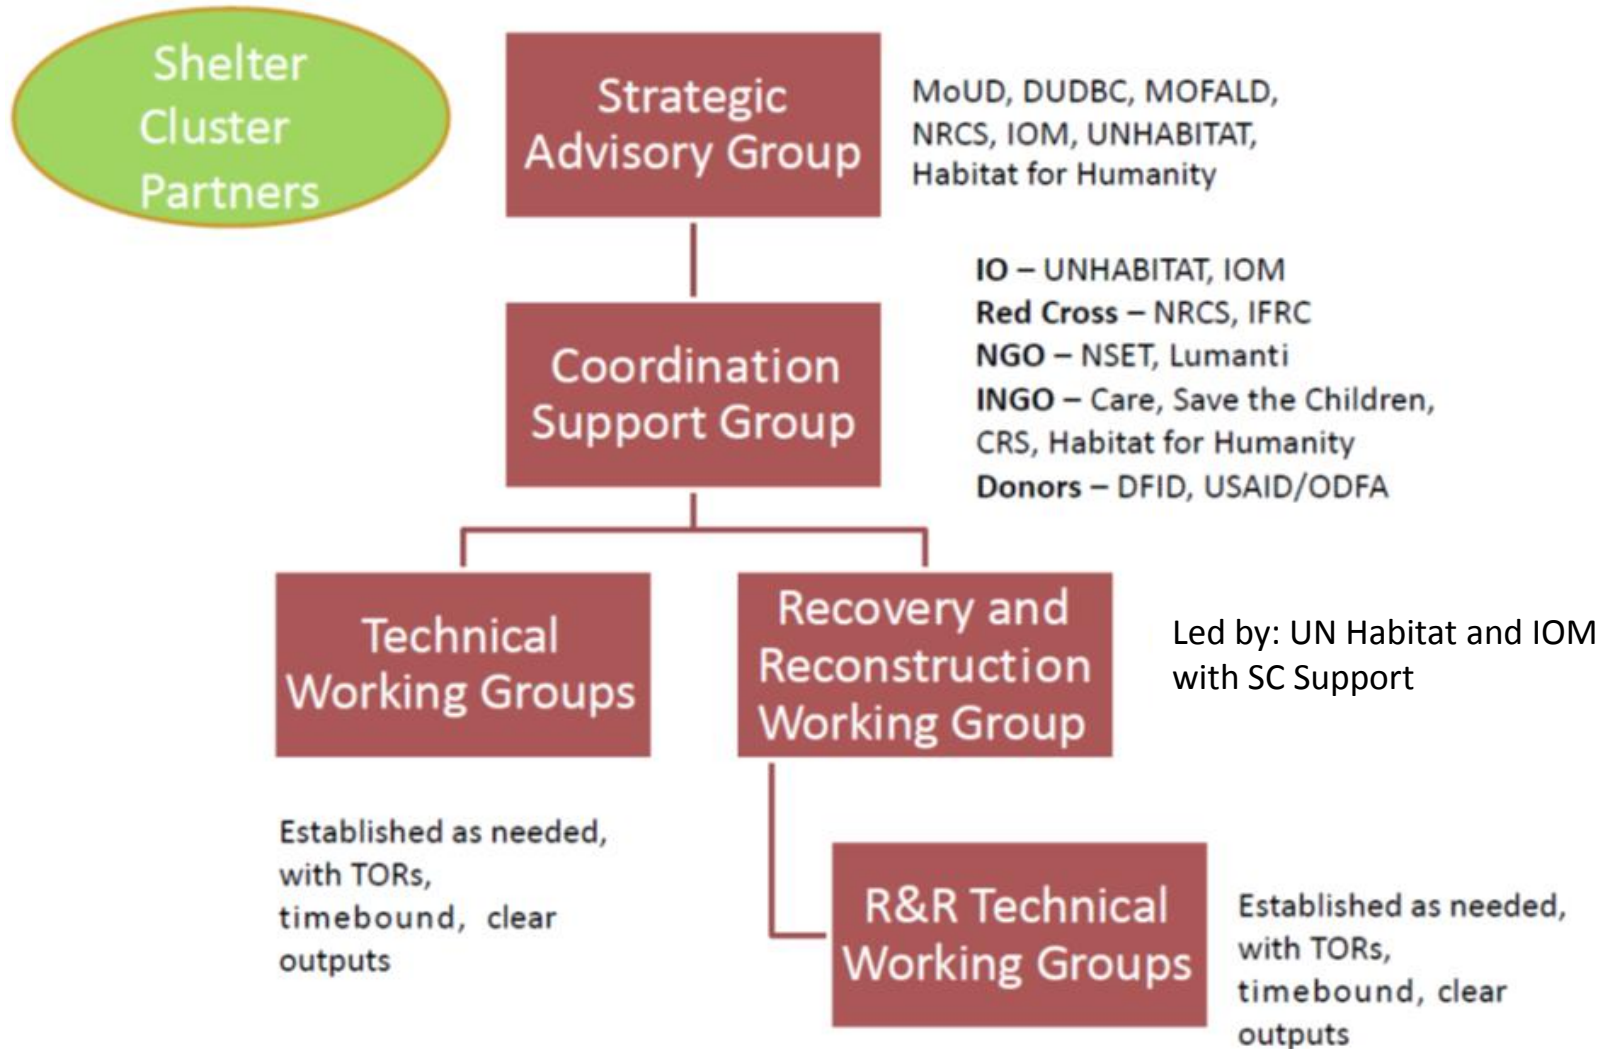 Shelter
Cluster
Partners
Strategic
Advisory Group
MoUD, DUDBC, MOFALD,
NRCS, IOM, UNHABITAT,
Habitat for Humanity
Coordination
Support Group
IO – UNHABITAT, IOM
Red Cross – NRCS, IFRC
NGO – NSET, Lumanti
INGO – Care, Save the Children,
CRS, Habitat for Humanity
Donors – DFID, USAID/ODFA
Technical
Working Groups
Recovery and
Reconstruction
Working Group
Led by: UN Habitat and IOM
with SC Support
Established as needed,
with TORs,
timebound, clear
outputs
R&R Technical
Working Groups
Established as needed,
with TORs,
timebound, clear
outputs